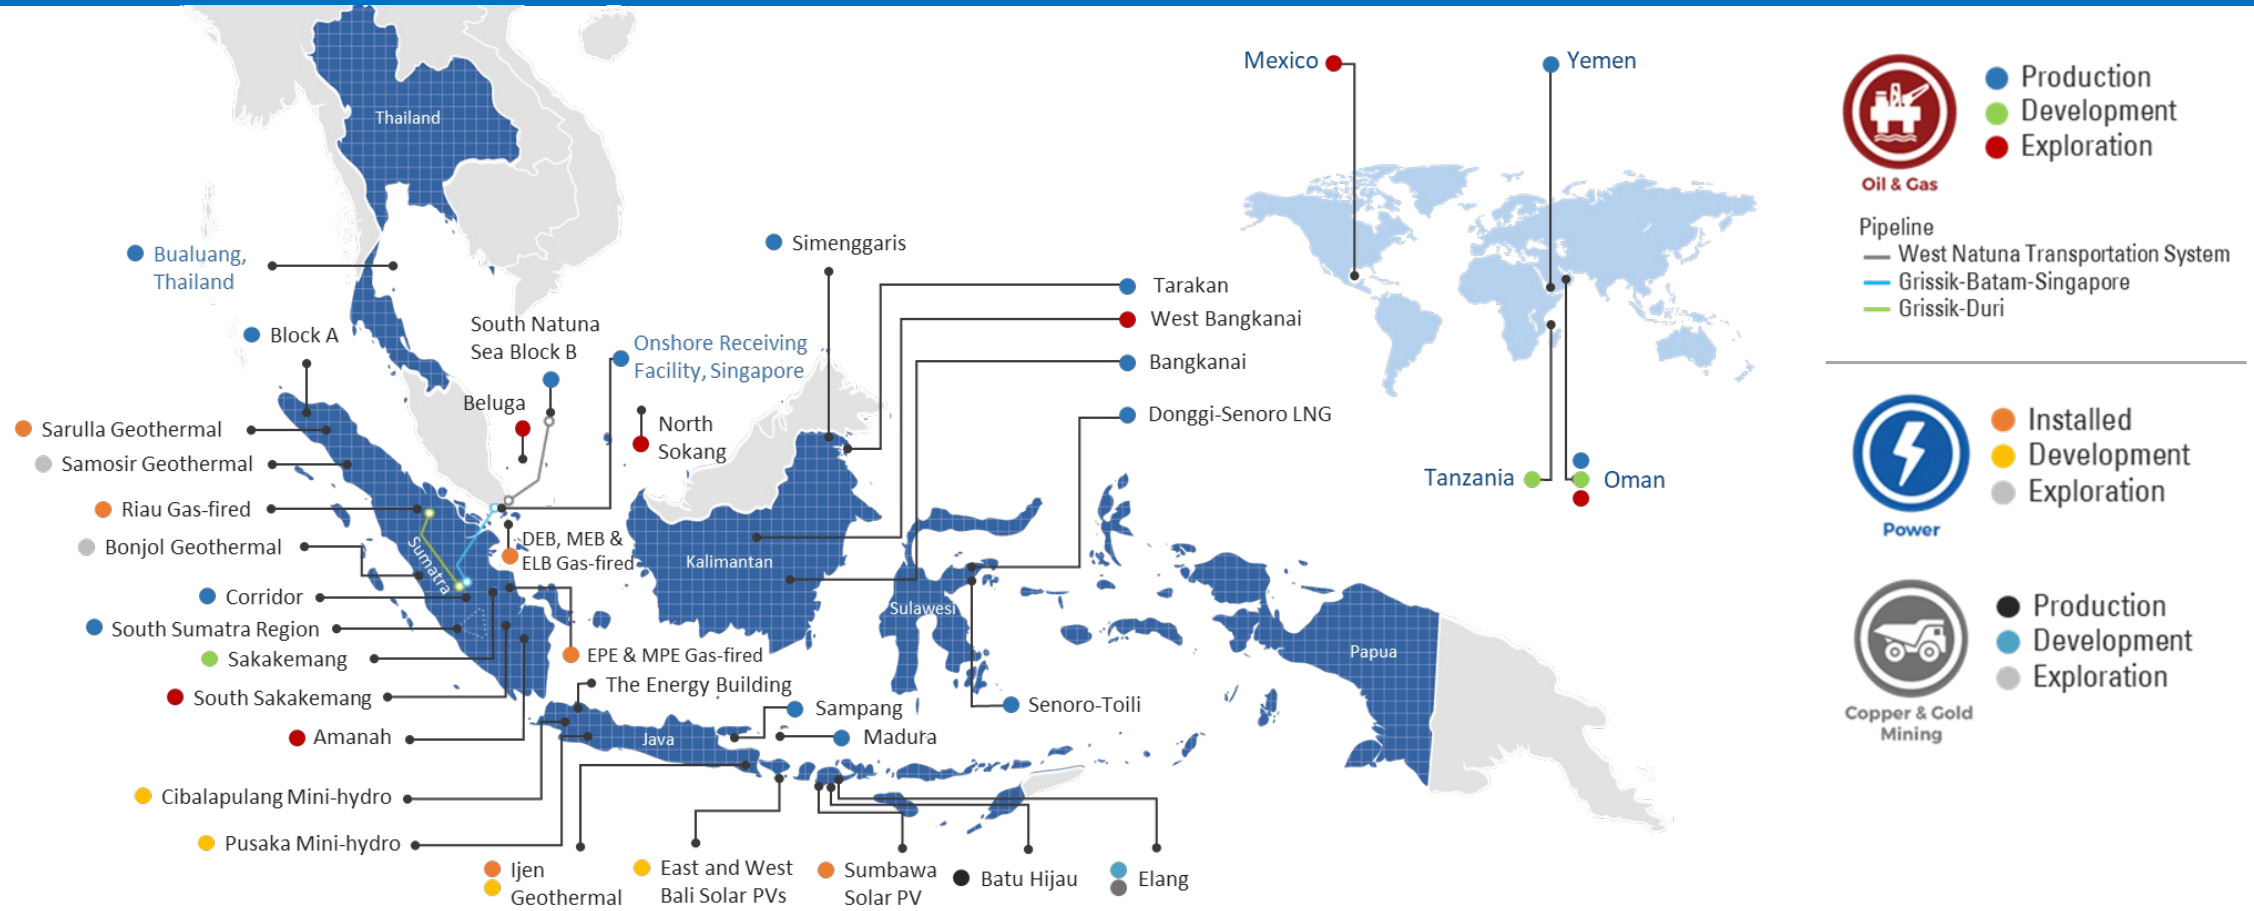 Thailand
Bualuang,
Thailand
Block A
South Natuna
Sea Block B
Onshore Receiving
Facility, Singapore
Beluga
North
Sokang
Simenggaris
Tarakan
West Bangkanai
Bangkanai
Donggi-Senoro LNG
Sarulla Geothermal
Samosir Geothermal
Riau Gas-fired
Bonjol Geothermal
Corridor
South Sumatra Region
Sakakemang
South Sakakemang
Amanah
Cibalapulang Mini-hydro
Pusaka Mini-hydro
Sumatra
DEB, MEB &
ELB Gas-fired
EPE & MPE Gas-fired
The Energy Building
Kalimantan
Sulawesi
Papua
Java
Sampang
Madura
Senoro-Toili
Ijen
Geothermal
East and West
Bali Solar PVs
Sumbawa
Solar PV
Batu Hijau
Elang
Mexico
Yemen
Tanzania
Oman
Oil & Gas
Production
Development
Exploration
Pipeline
West Natuna Transportation System
Grissik-Batam-Singapore
Grissik-Duri
Power
Installed
Development
Exploration
Copper & Gold
Mining
Production
Development
Exploration